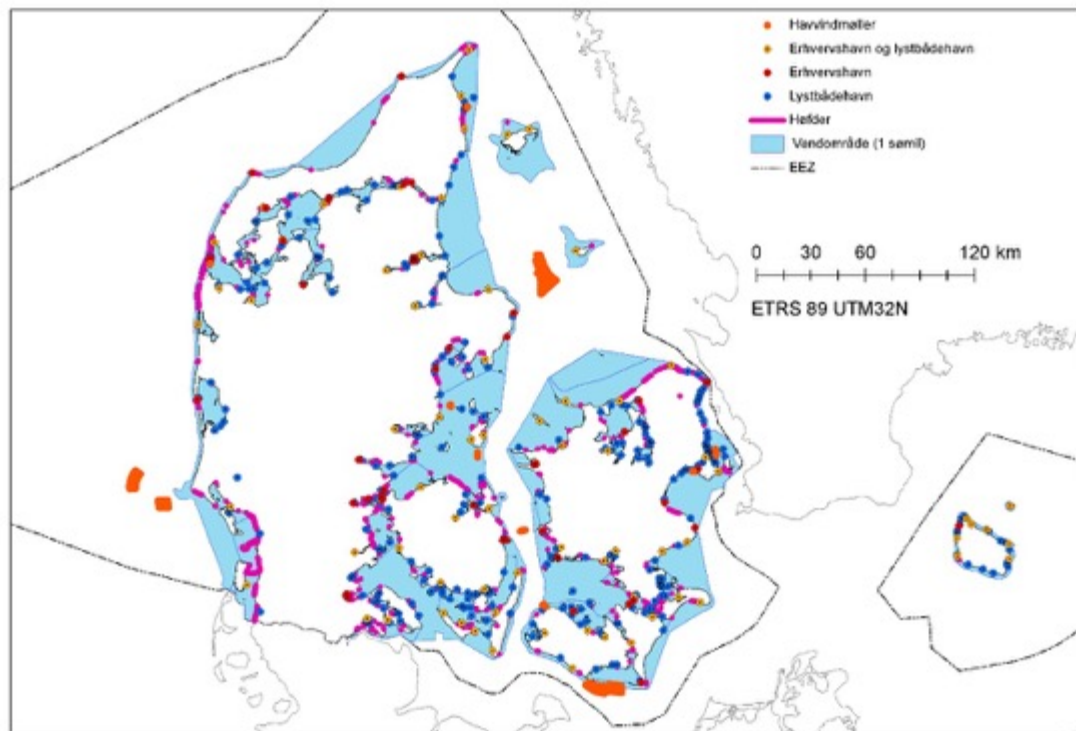 Havvindmøller
Erhvervshavn og lystbådehavn
Erhvervshavn
Lystbådehavn
Høfder
Vandområde (1 sømil)
EEZ
0 30 60 120 km
ETRS 89 UTM32N